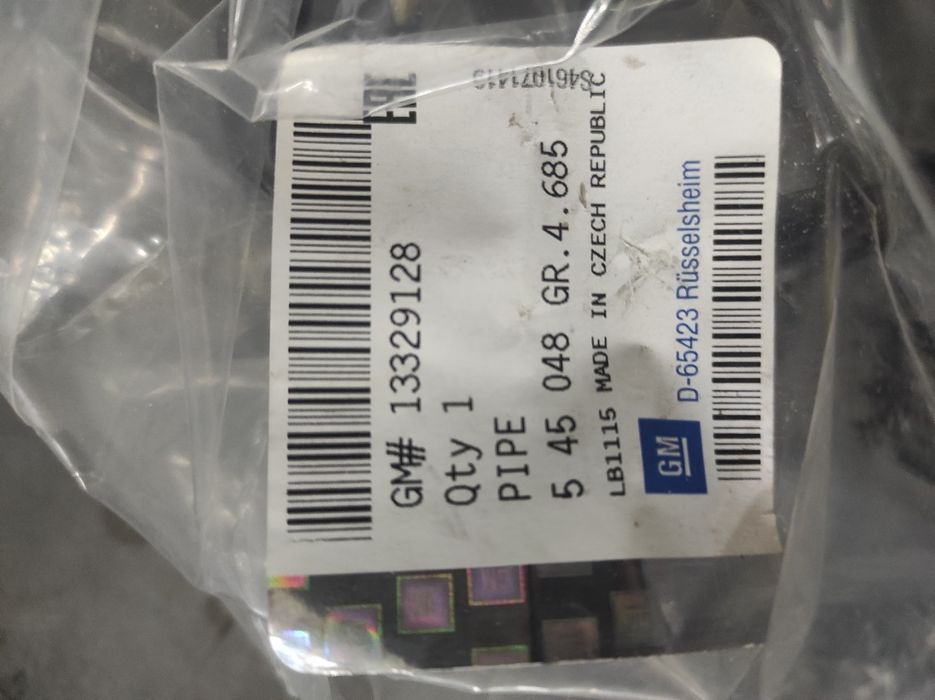 EAC
GM# 13329128
Qty 1
PIPE
5 45 048 GR.4.685
LB1115 MADE IN CZECH REPUBLIC
GM D-65423 Rüsselsheim